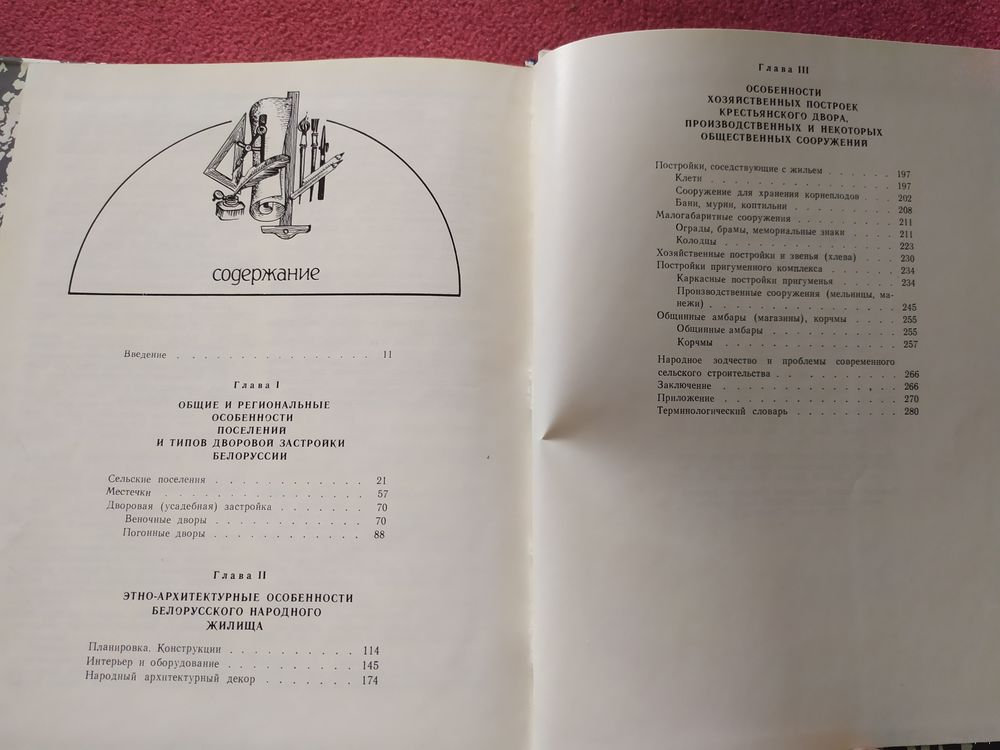 содержание
Введение . . . . . . . . . . . . . . . . 11
Глава I
ОБЩИЕ И РЕГИОНАЛЬНЫЕ
ОСОБЕННОСТИ
ПОСЕЛЕНИЙ
И ТИПОВ ДВОРОВОЙ ЗАСТРОЙКИ
БЕЛОРУССИИ
Сельские поселения . . . . . . . . . . . 21
Местечки . . . . . . . . . . . . . . . 57
Дворовая (усадебная) застройка . . . . . . . 70
Веночные дворы . . . . . . . . . . . 70
Погонные дворы . . . . . . . . . . . 88
Глава II
ЭТНО-АРХИТЕКТУРНЫЕ ОСОБЕННОСТИ
БЕЛОРУССКОГО НАРОДНОГО
ЖИЛИЩА
Планировка. Конструкции . . . . . . . . . 114
Интерьер и оборудование . . . . . . . . . 145
Народный архитектурный декор . . . . . . . 174
Глава III
ОСОБЕННОСТИ
ХОЗЯЙСТВЕННЫХ ПОСТРОЕК
КРЕСТЬЯНСКОГО ДВОРА,
ПРОИЗВОДСТВЕННЫХ И НЕКОТОРЫХ
ОБЩЕСТВЕННЫХ СООРУЖЕНИЙ
Постройки, соседствующие с жильем . . . . . . 197
Клети . . . . . . . . . . . . . . . 197
Сооружение для хранения корнеплодов . . . 202
Бани, мурии, коптильни . . . . . . . . 208
Малогабаритные сооружения . . . . . . . . 211
Ограды, брамы, мемориальные знаки . . . . 211
Колодцы . . . . . . . . . . . . . . 223
Хозяйственные постройки и звенья (хлева) . . . 230
Постройки пригуменного комплекса . . . . . . 234
Каркасные постройки пригуменья . . . . . 234
Производственные сооружения (мельницы, ма-
нежи) . . . . . . . . . . . . . . . 245
Общинные амбары (магазины), корчмы . . . . 255
Общинные амбары . . . . . . . . . . 255
Корчмы . . . . . . . . . . . . . . 257
Народное зодчество и проблемы современного
сельского строительства . . . . . . . . . . 266
Заключение . . . . . . . . . . . . . . 266
Приложение . . . . . . . . . . . . . . 270
Терминологический словарь . . . . . . . . 280